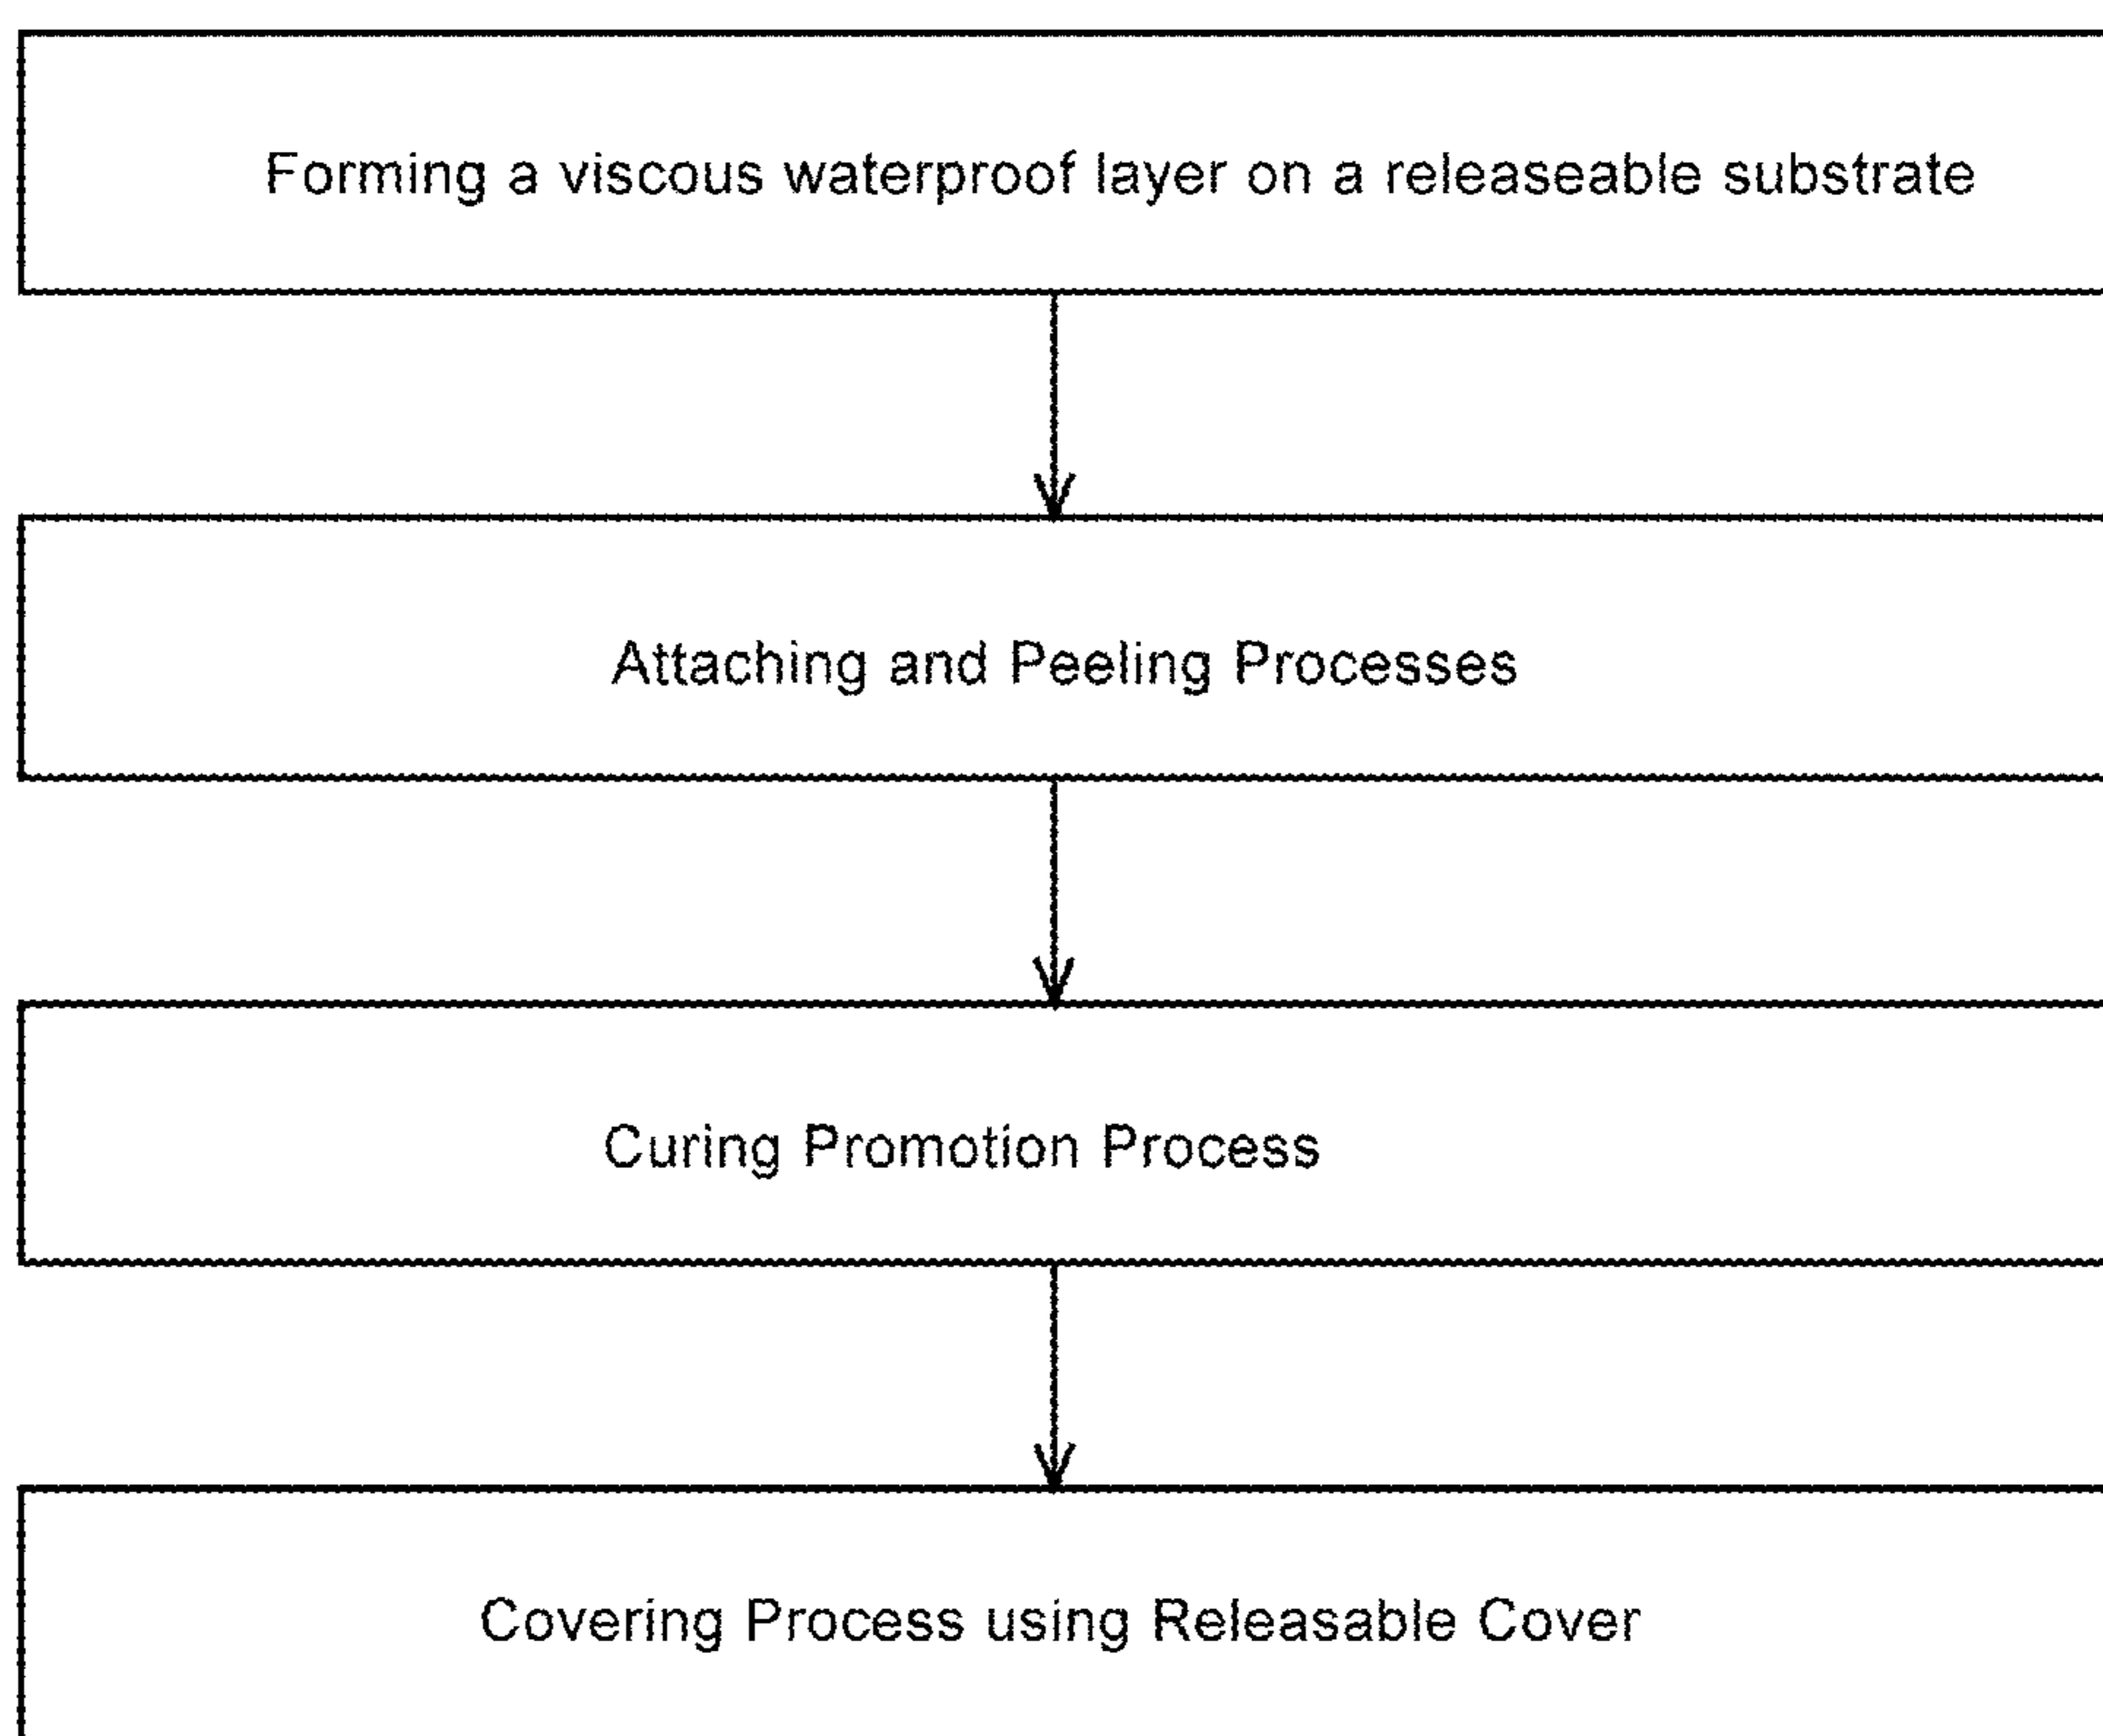 Forming a viscous waterproof layer on a releaseable substrate
Attaching and Peeling Processes
Curing Promotion Process
Covering Process using Releasable Cover